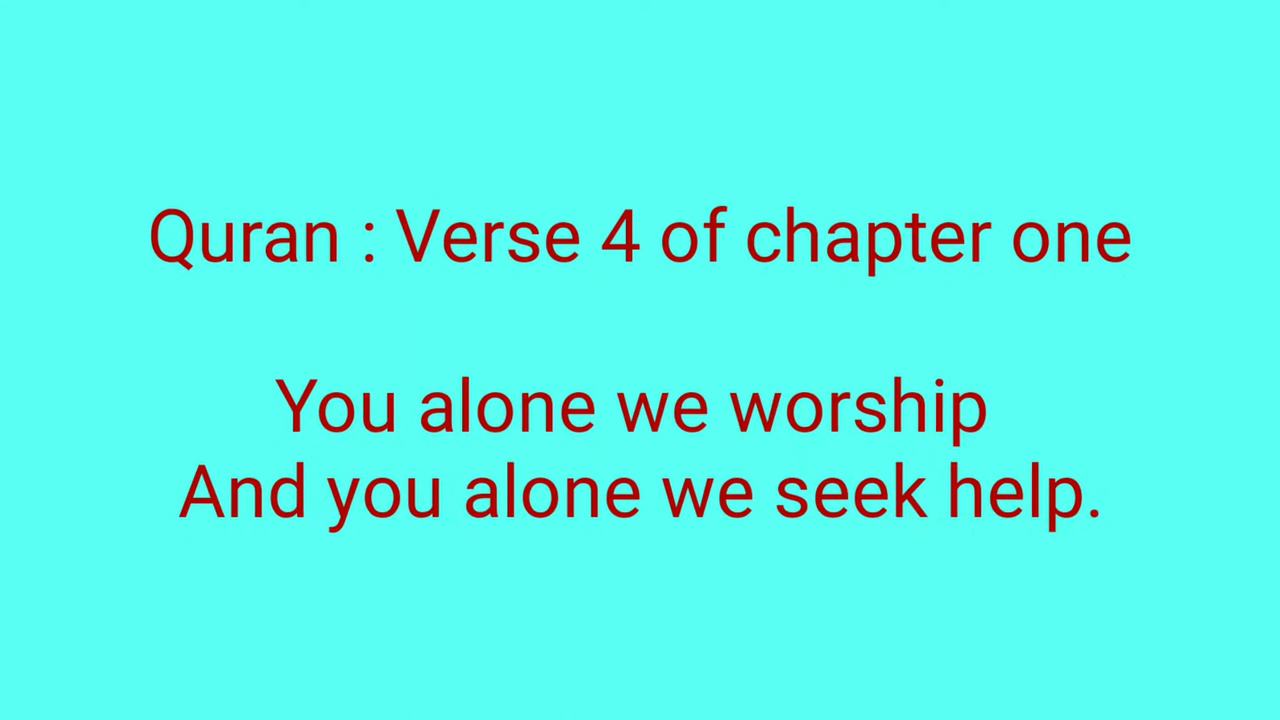 Quran : Verse 4 of chapter one
You alone we worship
And you alone we seek help.